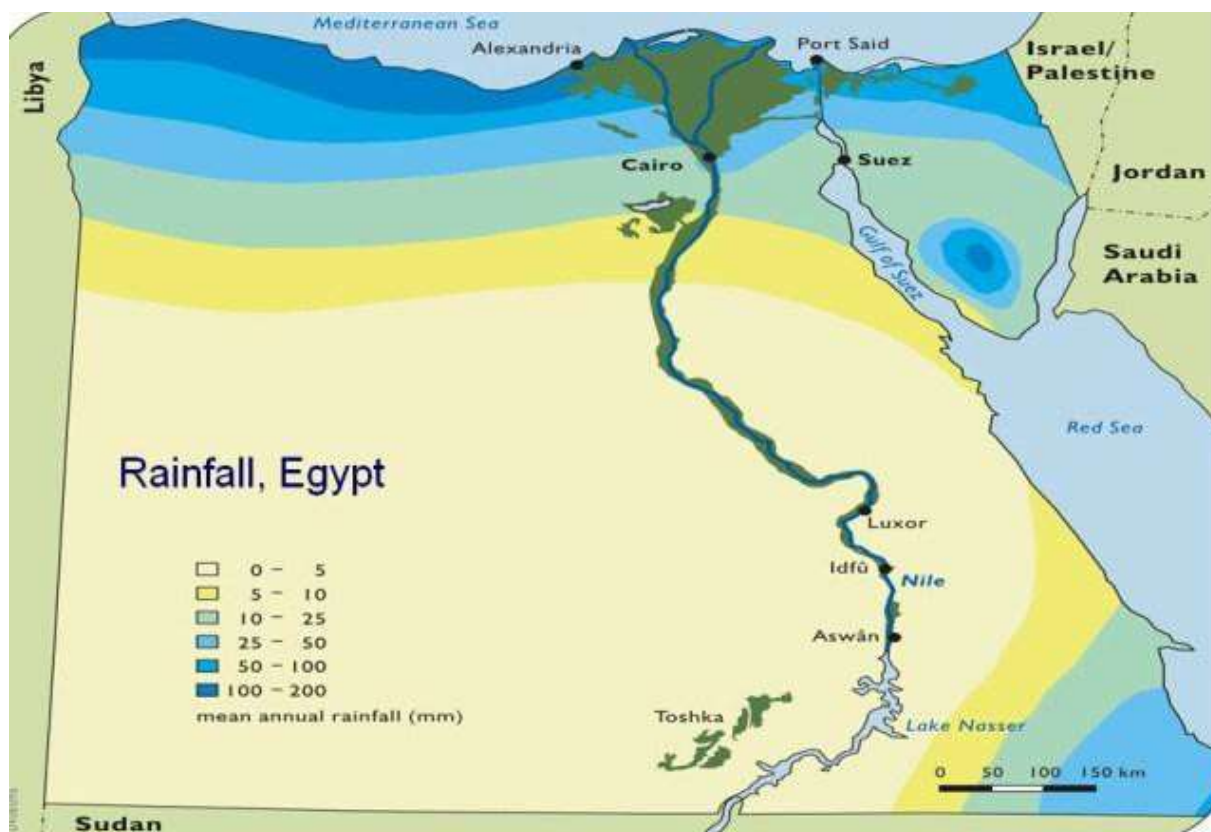 Mediterranean Sea
Alexandria
Port Said
Israel/
Palestine
Libya
Cairo
Suez
Jordan
Gulf of Suez
Saudi
Arabia
Red Sea
Rainfall, Egypt
Luxor
Idfû
Nile
Aswân
0 – 5
5 – 10
10 – 25
25 – 50
50 – 100
100 – 200
mean annual rainfall (mm)
Toshka
Lake Nasser
0 50 100 150 km
Sudan